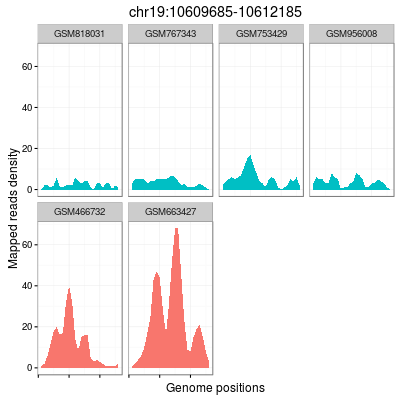 chr19:10609685-10612185
GSM818031 GSM767343 GSM753429 GSM956008
60
40
20
0
Mapped reads density
GSM466732 GSM663427
60
40
20
0
Genome positions